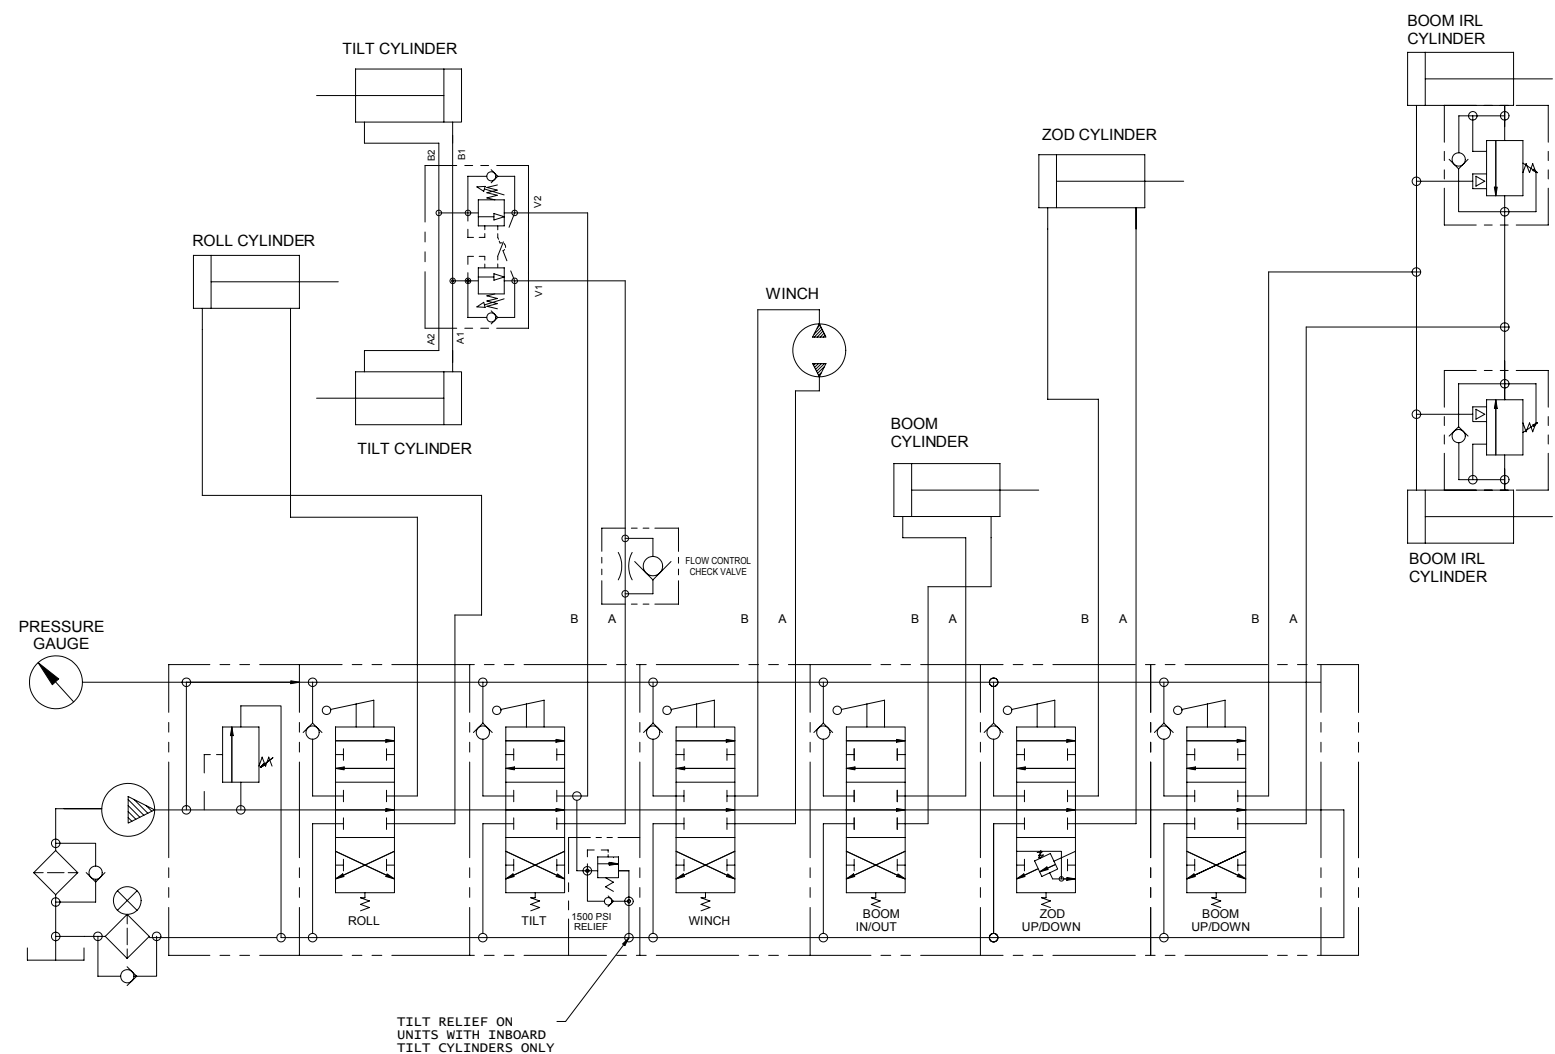 BOOM IRL
CYLINDER
TILT CYLINDER
ZOD CYLINDER
B2
B1
V2
ROLL CYLINDER
V1
WINCH
A2
A1
BOOM
CYLINDER
TILT CYLINDER
FLOW CONTROL
CHECK VALVE
BOOM IRL
CYLINDER
PRESSURE
GAUGE
B
A
B
A
B
A
B
A
B
A
ROLL
TILT
1500 PSI
RELIEF
WINCH
BOOM
IN/OUT
ZOD
UP/DOWN
BOOM
UP/DOWN
TILT RELIEF ON
UNITS WITH INBOARD
TILT CYLINDERS ONLY